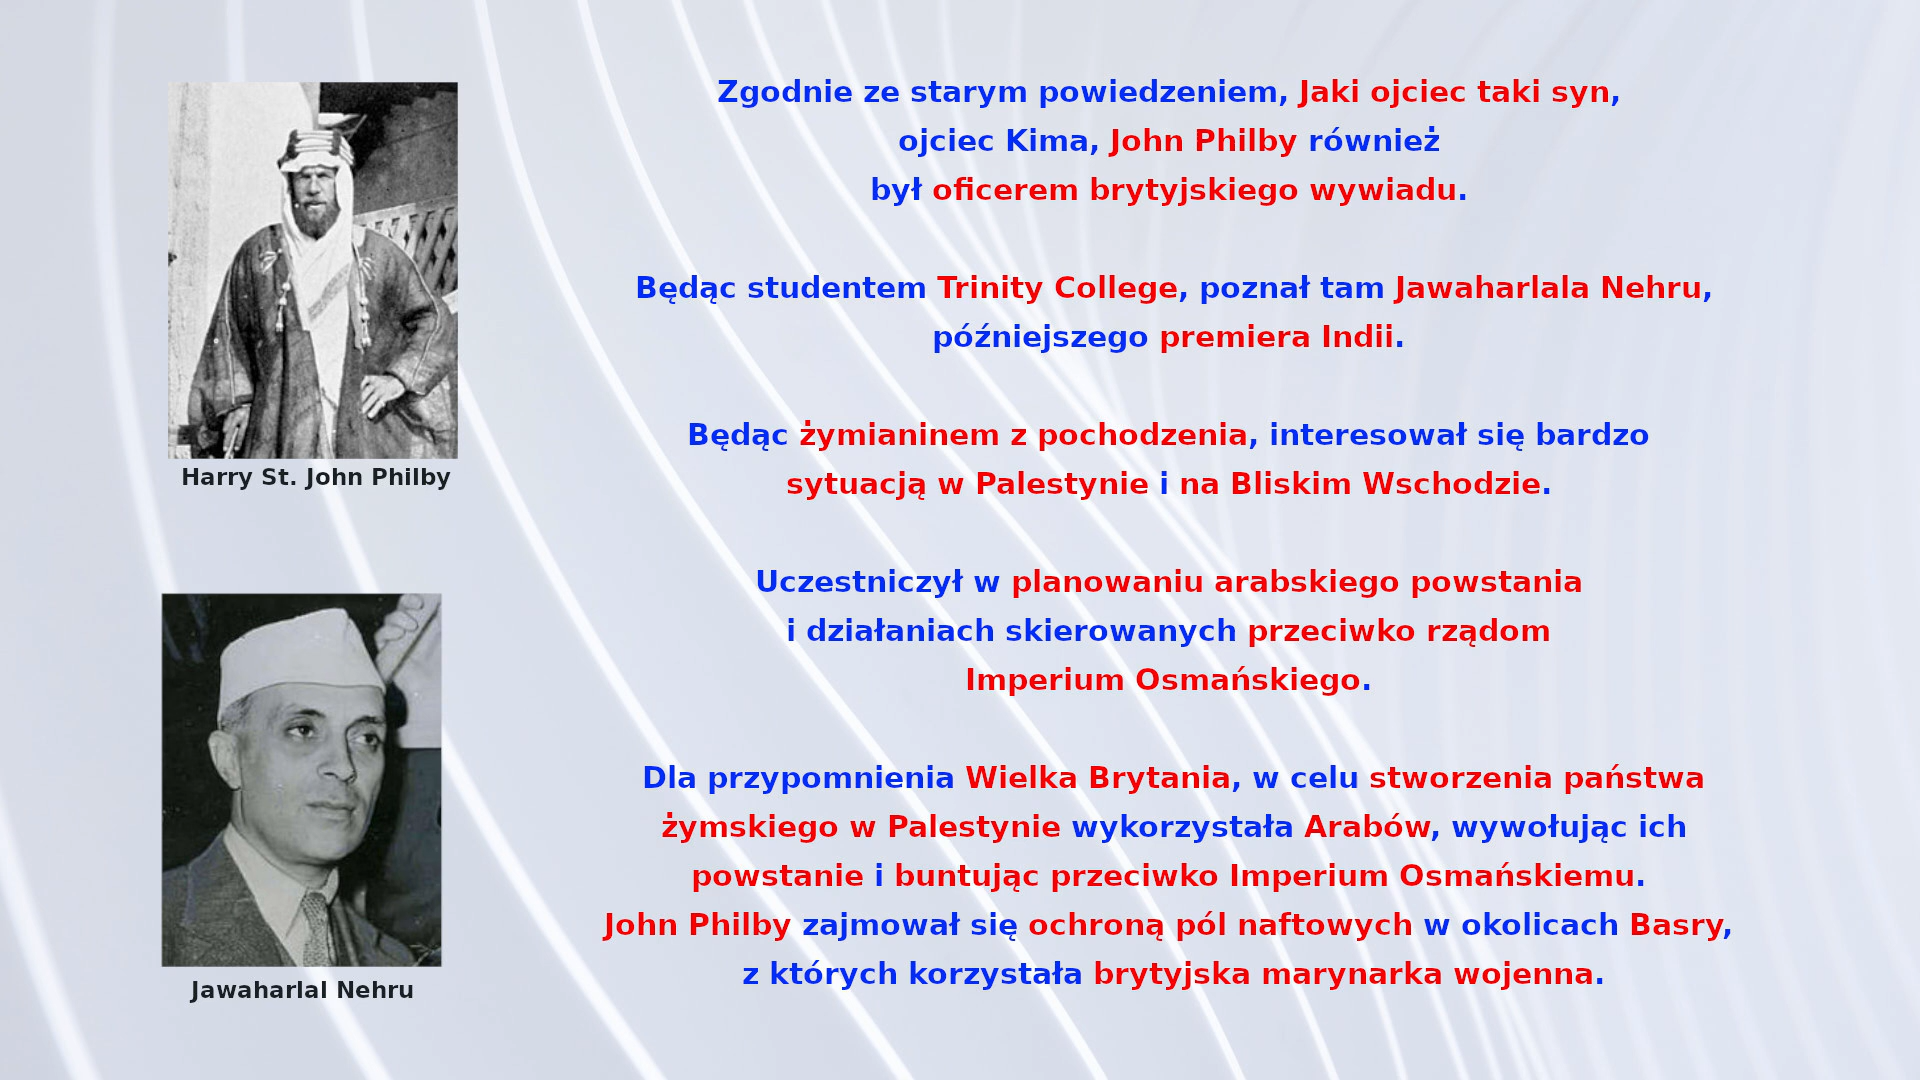 Zgodnie ze starym powiedzeniem, Jaki ojciec taki syn,
ojciec Kima, John Philby również
był oficerem brytyjskiego wywiadu.
Będąc studentem Trinity College, poznał tam Jawaharlala Nehru,
późniejszego premiera Indii.
Będąc żymianinem z pochodzenia, interesował się bardzo
sytuacją w Palestynie i na Bliskim Wschodzie.
Uczestniczył w planowaniu arabskiego powstania
i działaniach skierowanych przeciwko rządom
Imperium Osmańskiego.
Dla przypomnienia Wielka Brytania, w celu stworzenia państwa
żymskiego w Palestynie wykorzystała Arabów, wywołując ich
powstanie i buntując przeciwko Imperium Osmańskiemu.
John Philby zajmował się ochroną pól naftowych w okolicach Basry,
z których korzystała brytyjska marynarka wojenna.
Harry St. John Philby
Jawaharlal Nehru